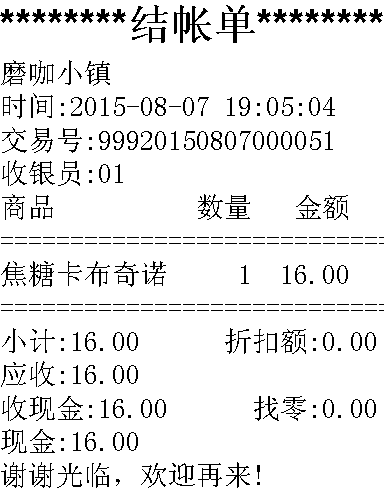 ********结帐单********
磨咖小镇
时间:2015-08-07 19:05:04
交易号:99920150807000051
收银员:01
商品 数量 金额
============================
焦糖卡布奇诺 1 16.00
============================
小计:16.00 折扣额:0.00
应收:16.00
收现金:16.00 找零:0.00
现金:16.00
谢谢光临，欢迎再来!